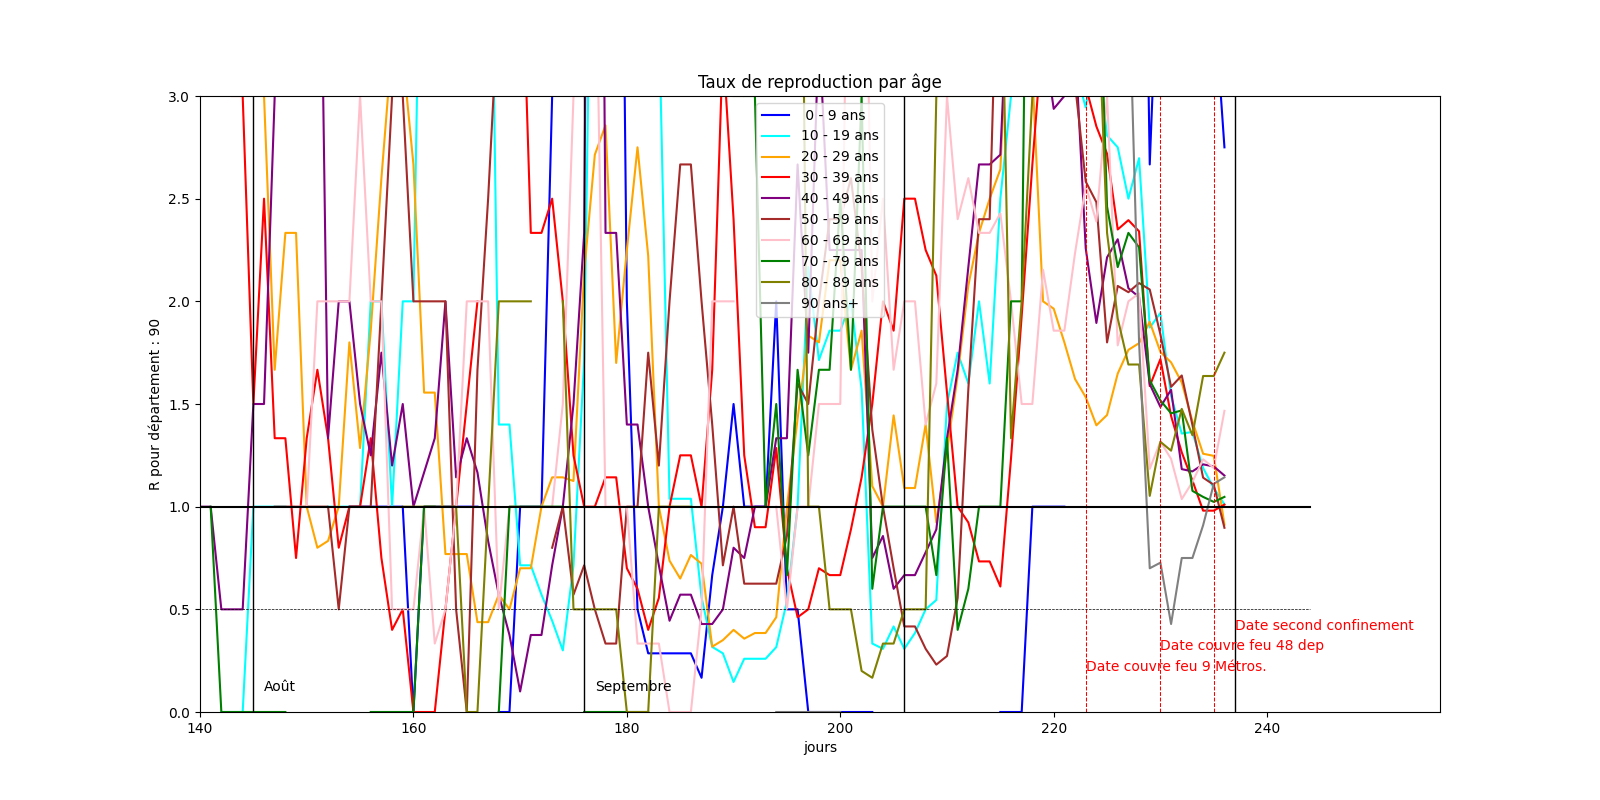 Taux de reproduction par âge
3.0
2.5
2.0
1.5
1.0
0.5
0.0
R pour département : 90
0 - 9 ans
10 - 19 ans
20 - 29 ans
30 - 39 ans
40 - 49 ans
50 - 59 ans
60 - 69 ans
70 - 79 ans
80 - 89 ans
90 ans+
Date second confinement
Date couvre feu 48 dep
Date couvre feu 9 Métros.
Août
Septembre
140
160
180
200
220
240
jours